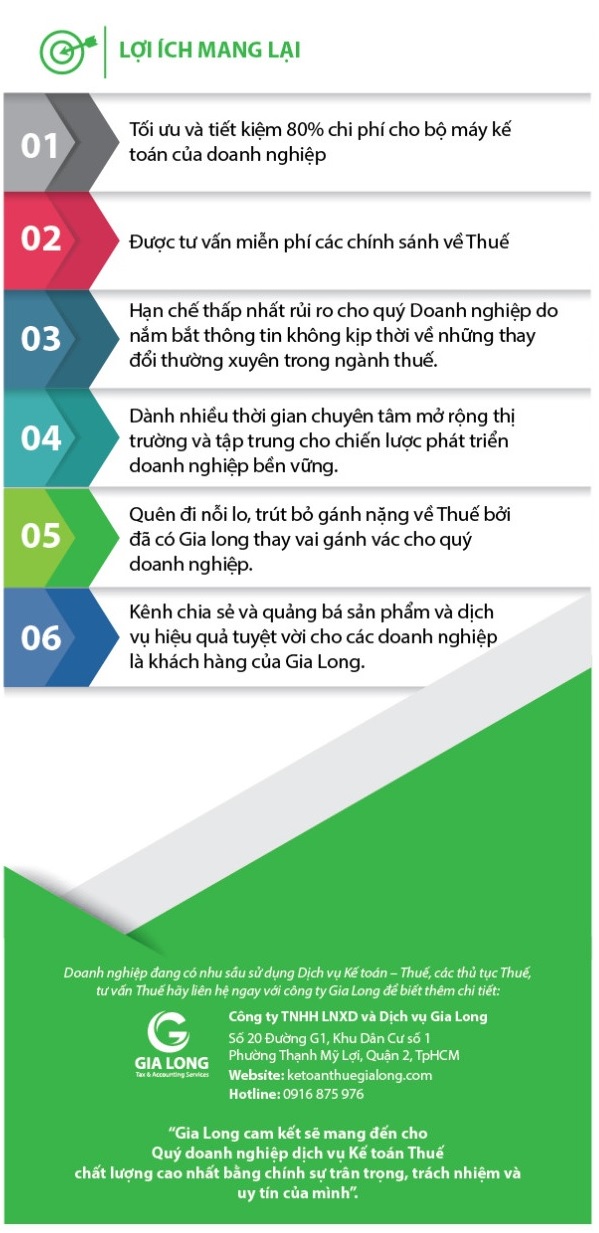 LỢI ÍCH MANG LẠI
01
Tối ưu và tiết kiệm 80% chi phí cho bộ máy kế
toán của doanh nghiệp
02
Được tư vấn miễn phí các chính sánh về Thuế
03
Hạn chế thấp nhất rủi ro cho quý Doanh nghiệp do
nắm bắt thông tin không kịp thời về những thay
đổi thường xuyên trong ngành thuế.
04
Dành nhiều thời gian chuyên tâm mở rộng thị
trường và tập trung cho chiến lược phát triển
doanh nghiệp bền vững.
05
Quên đi nỗi lo, trút bỏ gánh nặng về Thuế bởi
đã có Gia long thay vai gánh vác cho quý
doanh nghiệp.
06
Kênh chia sẻ và quảng bá sản phẩm và dịch
vụ hiệu quả tuyệt vời cho các doanh nghiệp
là khách hàng của Gia Long.
Doanh nghiệp đang có nhu sầu sử dụng Dịch vụ Kế toán – Thuế, các thủ tục Thuế,
tư vấn Thuế hãy liên hệ ngay với công ty Gia Long để biết thêm chi tiết:
GIA LONG
Tax & Accounting Services
Công ty TNHH LNXD và Dịch vụ Gia Long
Số 20 Đường G1, Khu Dân Cư số 1
Phường Thạnh Mỹ Lợi, Quận 2, TpHCM
Website: ketoanthuegialong.com
Hotline: 0916 875 976
“Gia Long cam kết sẽ mang đến cho
Quý doanh nghiệp dịch vụ Kế toán Thuế
chất lượng cao nhất bằng chính sự trân trọng, trách nhiệm và
uy tín của mình”.